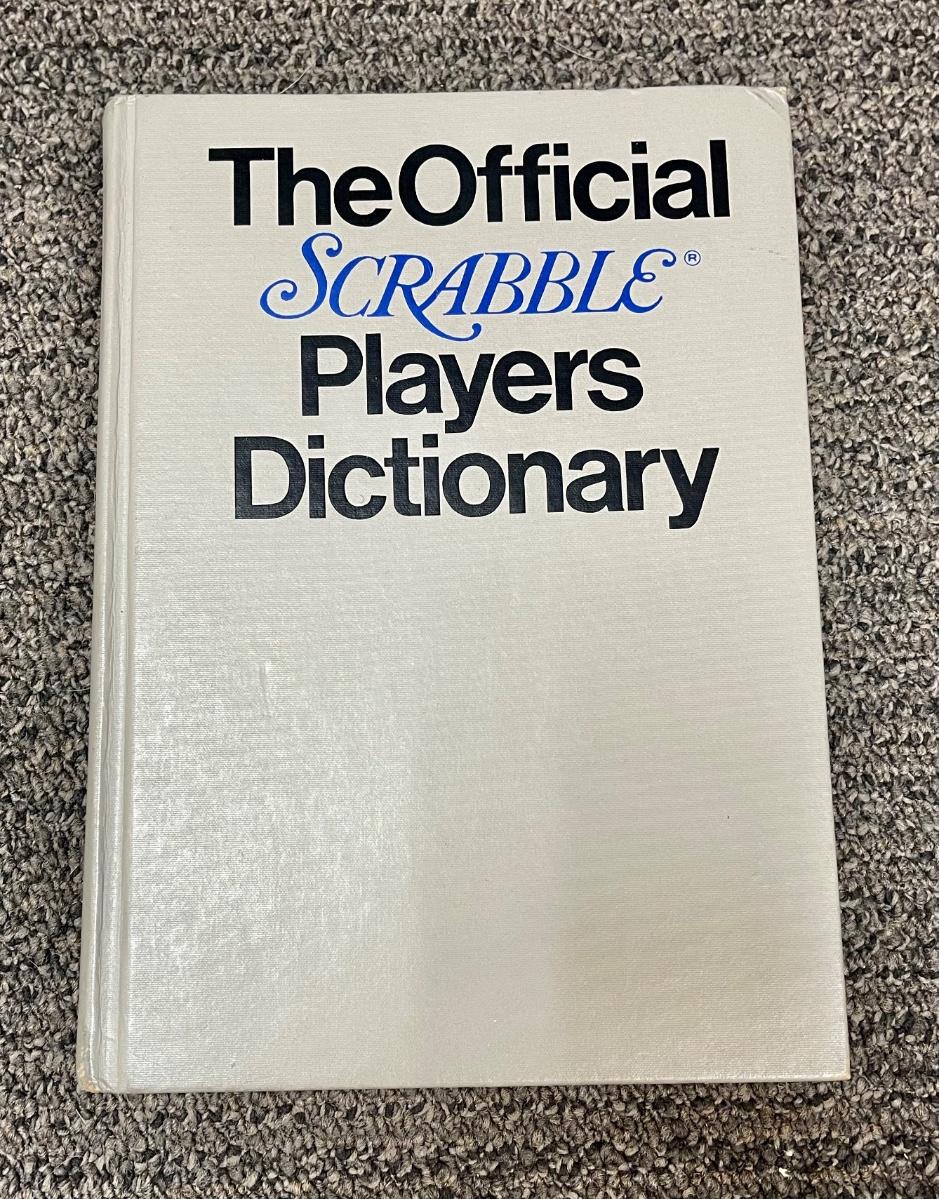 The Official
SCRABBLE®
Players
Dictionary